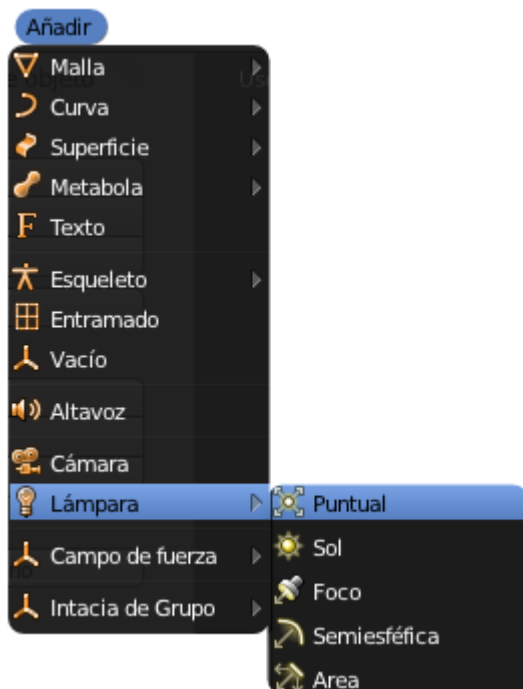 Añadir
Malla
Curva
Superficie
Metabola
Texto
Esqueleto
Entramado
Vacío
Altavoz
Cámara
Lámpara
Campo de fuerza
Intacia de Grupo
Puntual
Sol
Foco
Semiesféfica
Area